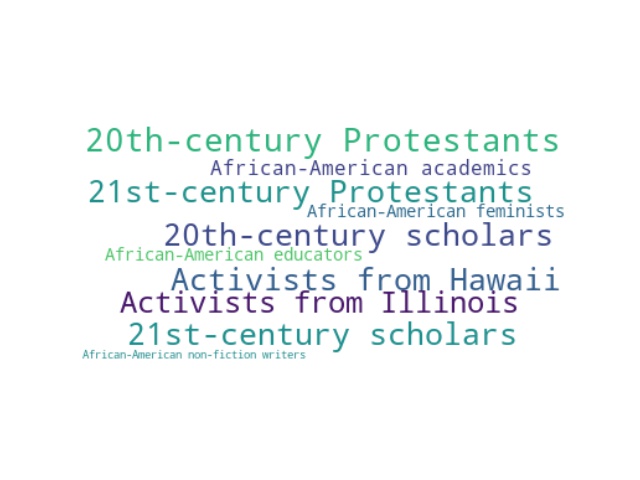 20th-century Protestants
African-American academics
21st-century Protestants
African-American feminists
20th-century scholars
African-American educators
Activists from Hawaii
Activists from Illinois
21st-century scholars
African-American non-fiction writers